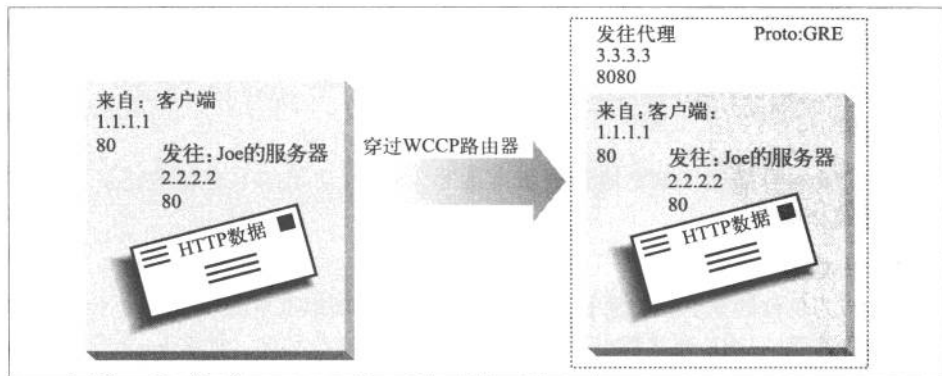 来自：客户端
1.1.1.1
80
发往：Joe的服务器
2.2.2.2
80
HTTP数据
穿过WCCP路由器
发往代理 Proto:GRE
3.3.3.3
8080
来自：客户端：
1.1.1.1
80
发往：Joe的服务器
2.2.2.2
80
HTTP数据